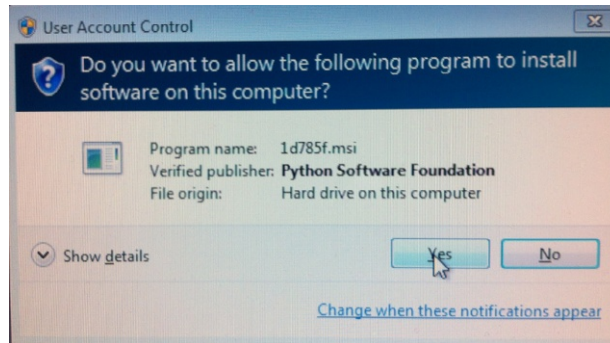 User Account Control
Do you want to allow the following program to install
software on this computer?
Program name: 1d785f.msi
Verified publisher: Python Software Foundation
File origin: Hard drive on this computer
Show details
Yes
No
Change when these notifications appear